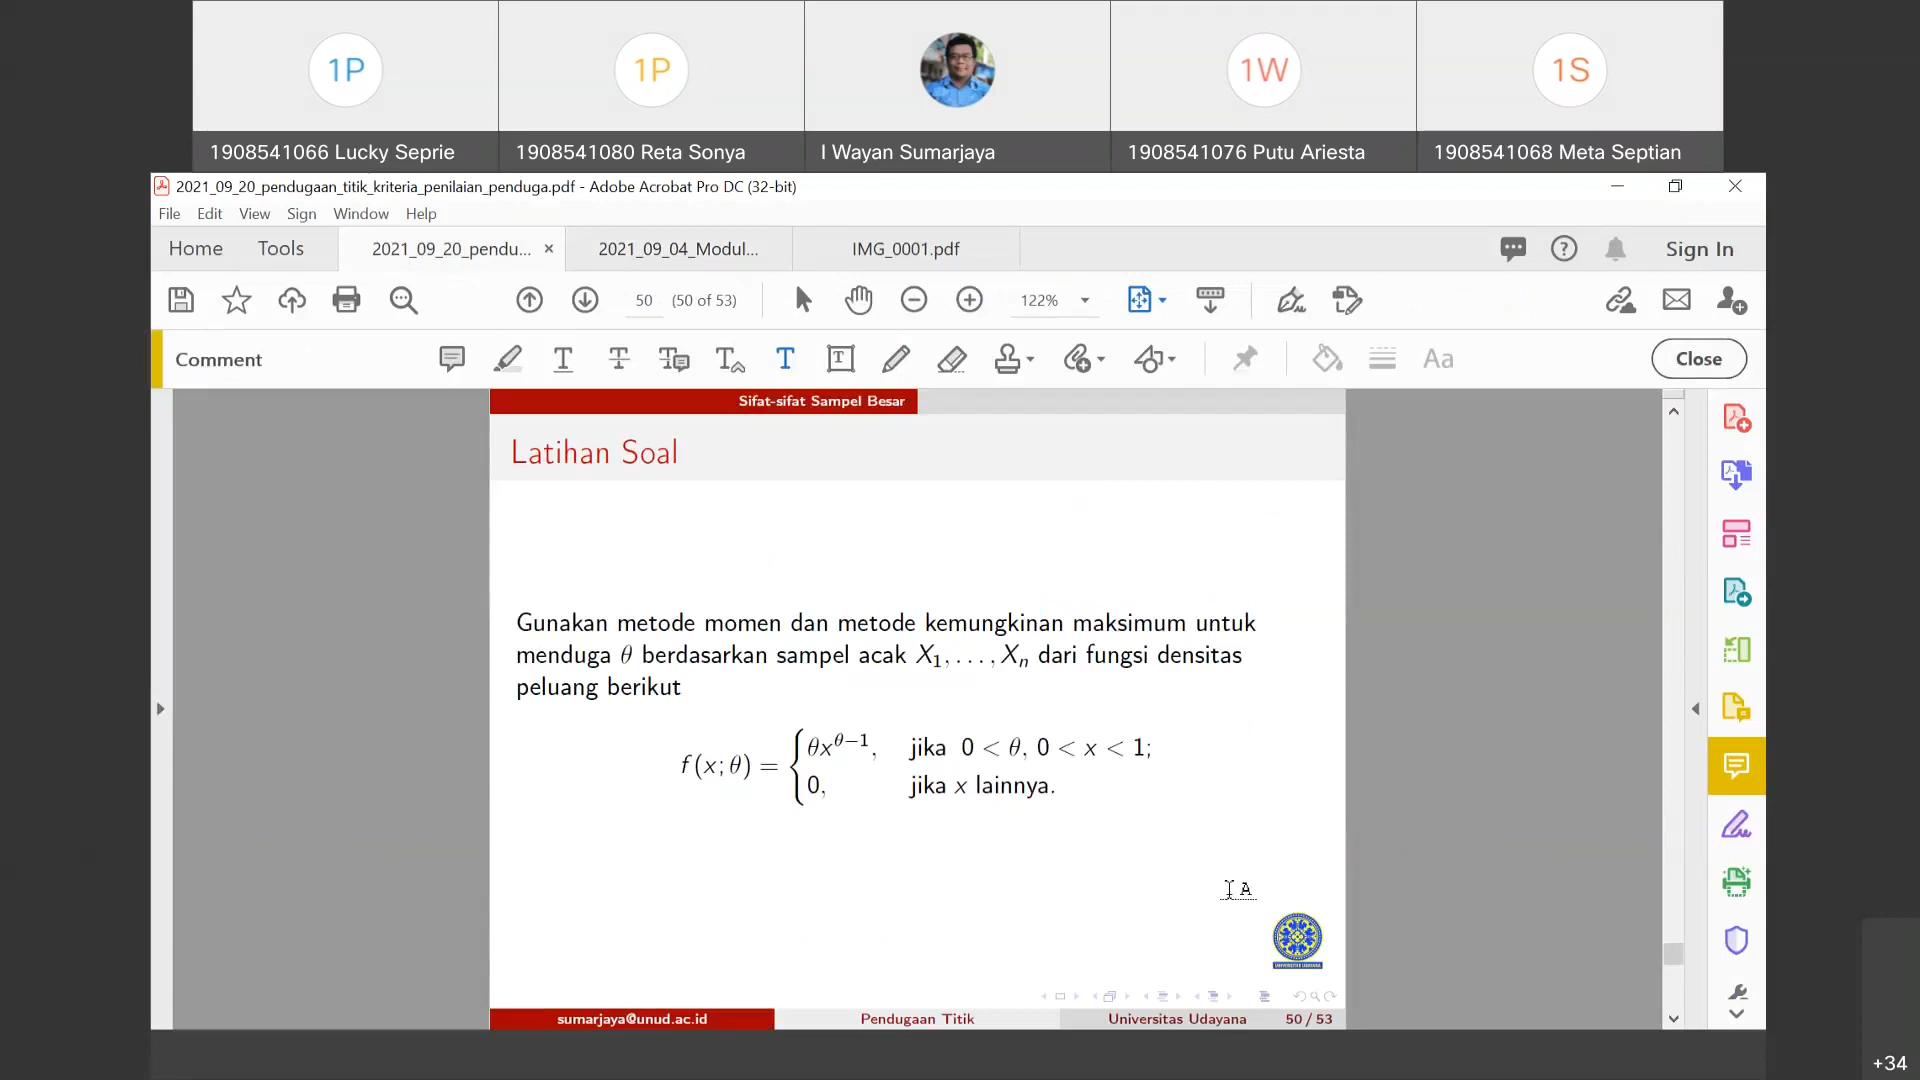 1P
1P
1W
1S
1908541066 Lucky Seprie
1908541080 Reta Sonya
I Wayan Sumarjaya
1908541076 Putu Ariesta
1908541068 Meta Septian
2021_09_20_pendugaan_titik_kriteria_penilaian_penduga.pdf - Adobe Acrobat Pro DC (32-bit)
File Edit View Sign Window Help
Home Tools 2021_09_20_pendu... × 2021_09_04_Modul... IMG_0001.pdf Sign In
50 (50 of 53) 122%
Comment Aa Close
Sifat-sifat Sampel Besar
Latihan Soal
Gunakan metode momen dan metode kemungkinan maksimum untuk
menduga θ berdasarkan sampel acak X₁, . . . , Xₙ dari fungsi densitas
peluang berikut
f(x; θ) = { θx^{θ−1}, jika 0 < θ, 0 < x < 1;
0, jika x lainnya.
A
UNIVERSITAS UDAYANA
sumarjaya@unud.ac.id Pendugaan Titik Universitas Udayana 50 / 53
+34